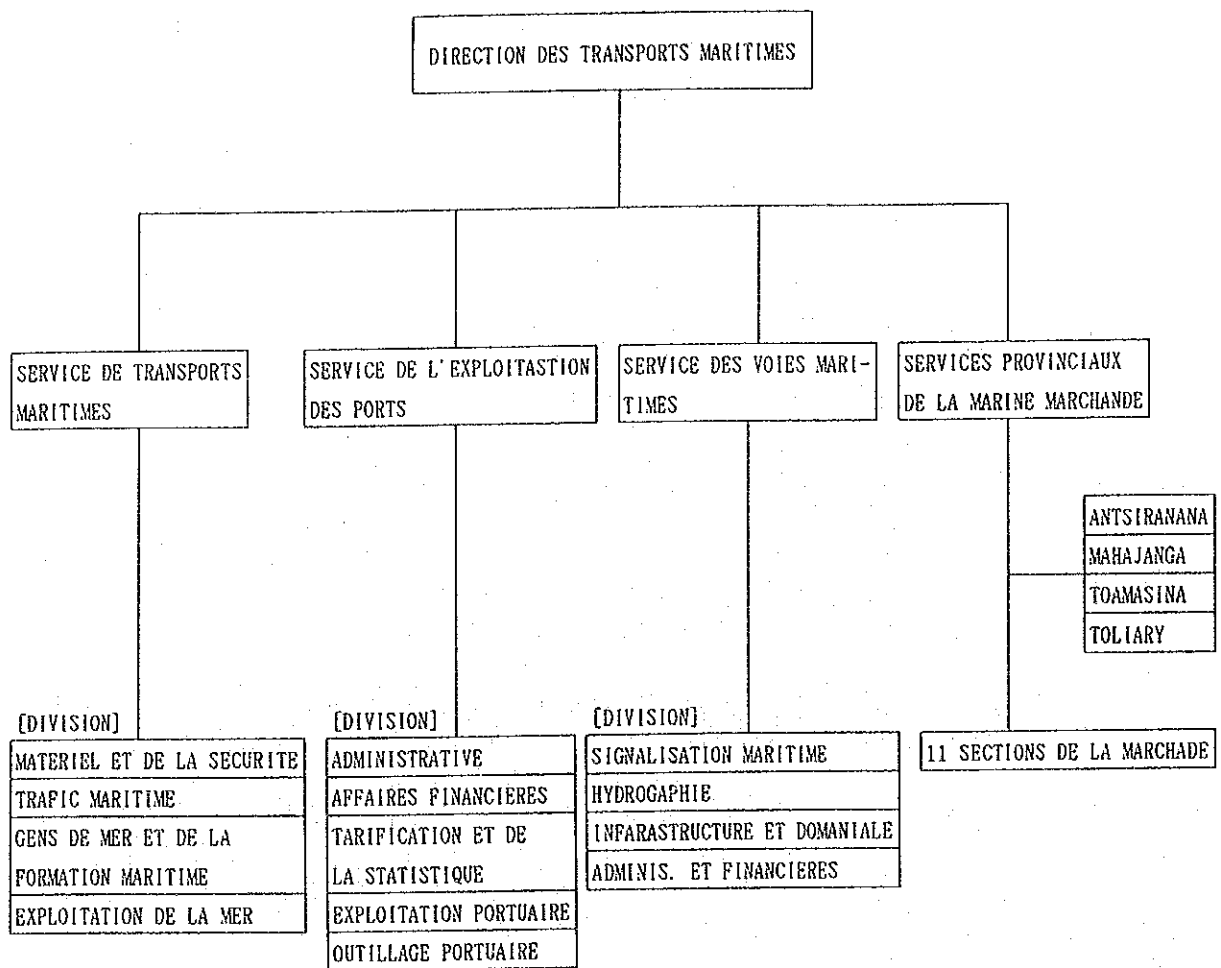 DIRECTION DES TRANSPORTS MARITIMES
SERVICE DE TRANSPORTS
MARITIMES
SERVICE DE L'EXPLOITASTION
DES PORTS
SERVICE DES VOIES MARI-
TIMES
SERVICES PROVINCIAUX
DE LA MARINE MARCHANDE
ANTSIRANANA
MAHAJANGA
TOAMASINA
TOLIARY
[DIVISION]
MATERIEL ET DE LA SECURITE
TRAFIC MARITIME
GENS DE MER ET DE LA
FORMATION MARITIME
EXPLOITATION DE LA MER
[DIVISION]
ADMINISTRATIVE
AFFAIRES FINANCIERES
TARIFICATION ET DE
LA STATISTIQUE
EXPLOITATION PORTUAIRE
OUTILLAGE PORTUAIRE
[DIVISION]
SIGNALISATION MARITIME
HYDROGAPHIE
INFARASTRUCTURE ET DOMANIALE
ADMINIS. ET FINANCIERES
11 SECTIONS DE LA MARCHADE